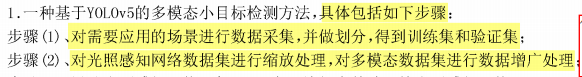 1.一种基于YOLOv5的多模态小目标检测方法,具体包括如下步骤:
步骤(1)、对需要应用的场景进行数据采集,并做划分,得到训练集和验证集;
步骤(2)、对光照感知网络数据集进行缩放处理,对多模态数据集进行数据增广处理,